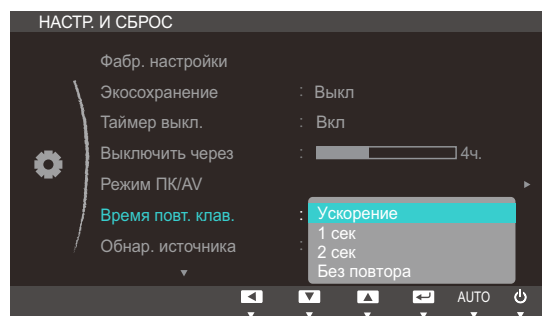 НАСТР. И СБРОС
Фабр. настройки
Экосохранение : Выкл
Таймер выкл. : Вкл
Выключить через : 4ч.
Режим ПК/AV
Время повт. клав. : Ускорение
1 сек
Обнар. источника :
2 сек
Без повтора
AUTO